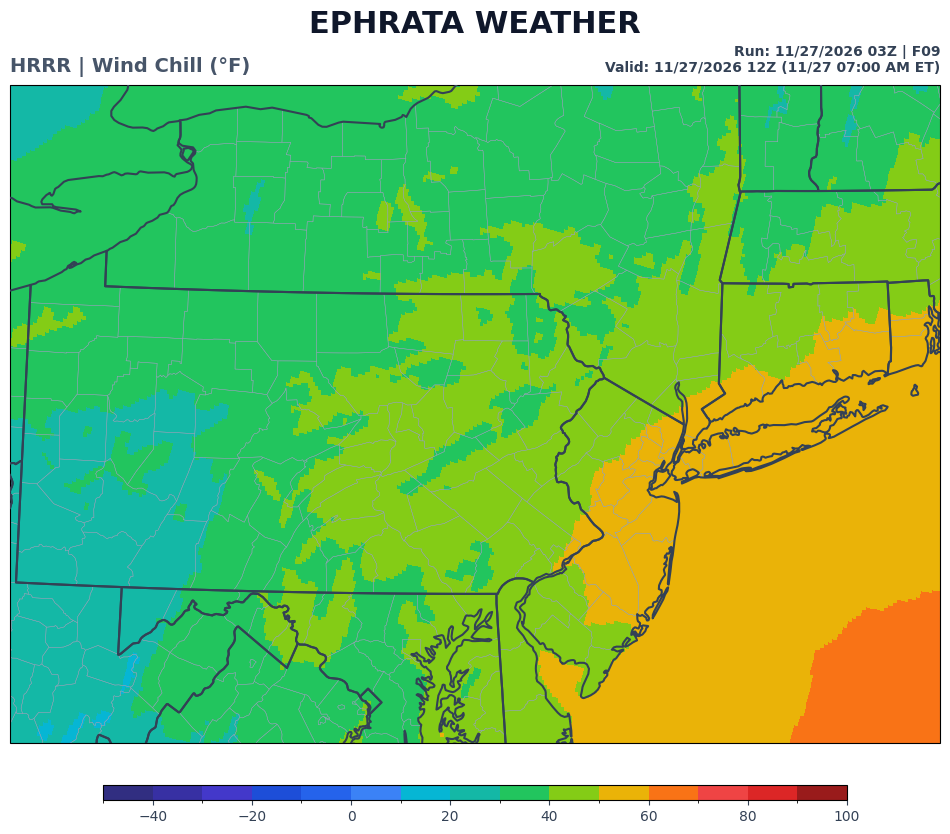 EPHRATA WEATHER
HRRR | Wind Chill (°F)
Run: 11/27/2026 03Z | F09
Valid: 11/27/2026 12Z (11/27 07:00 AM ET)
−40 −20 0 20 40 60 80 100